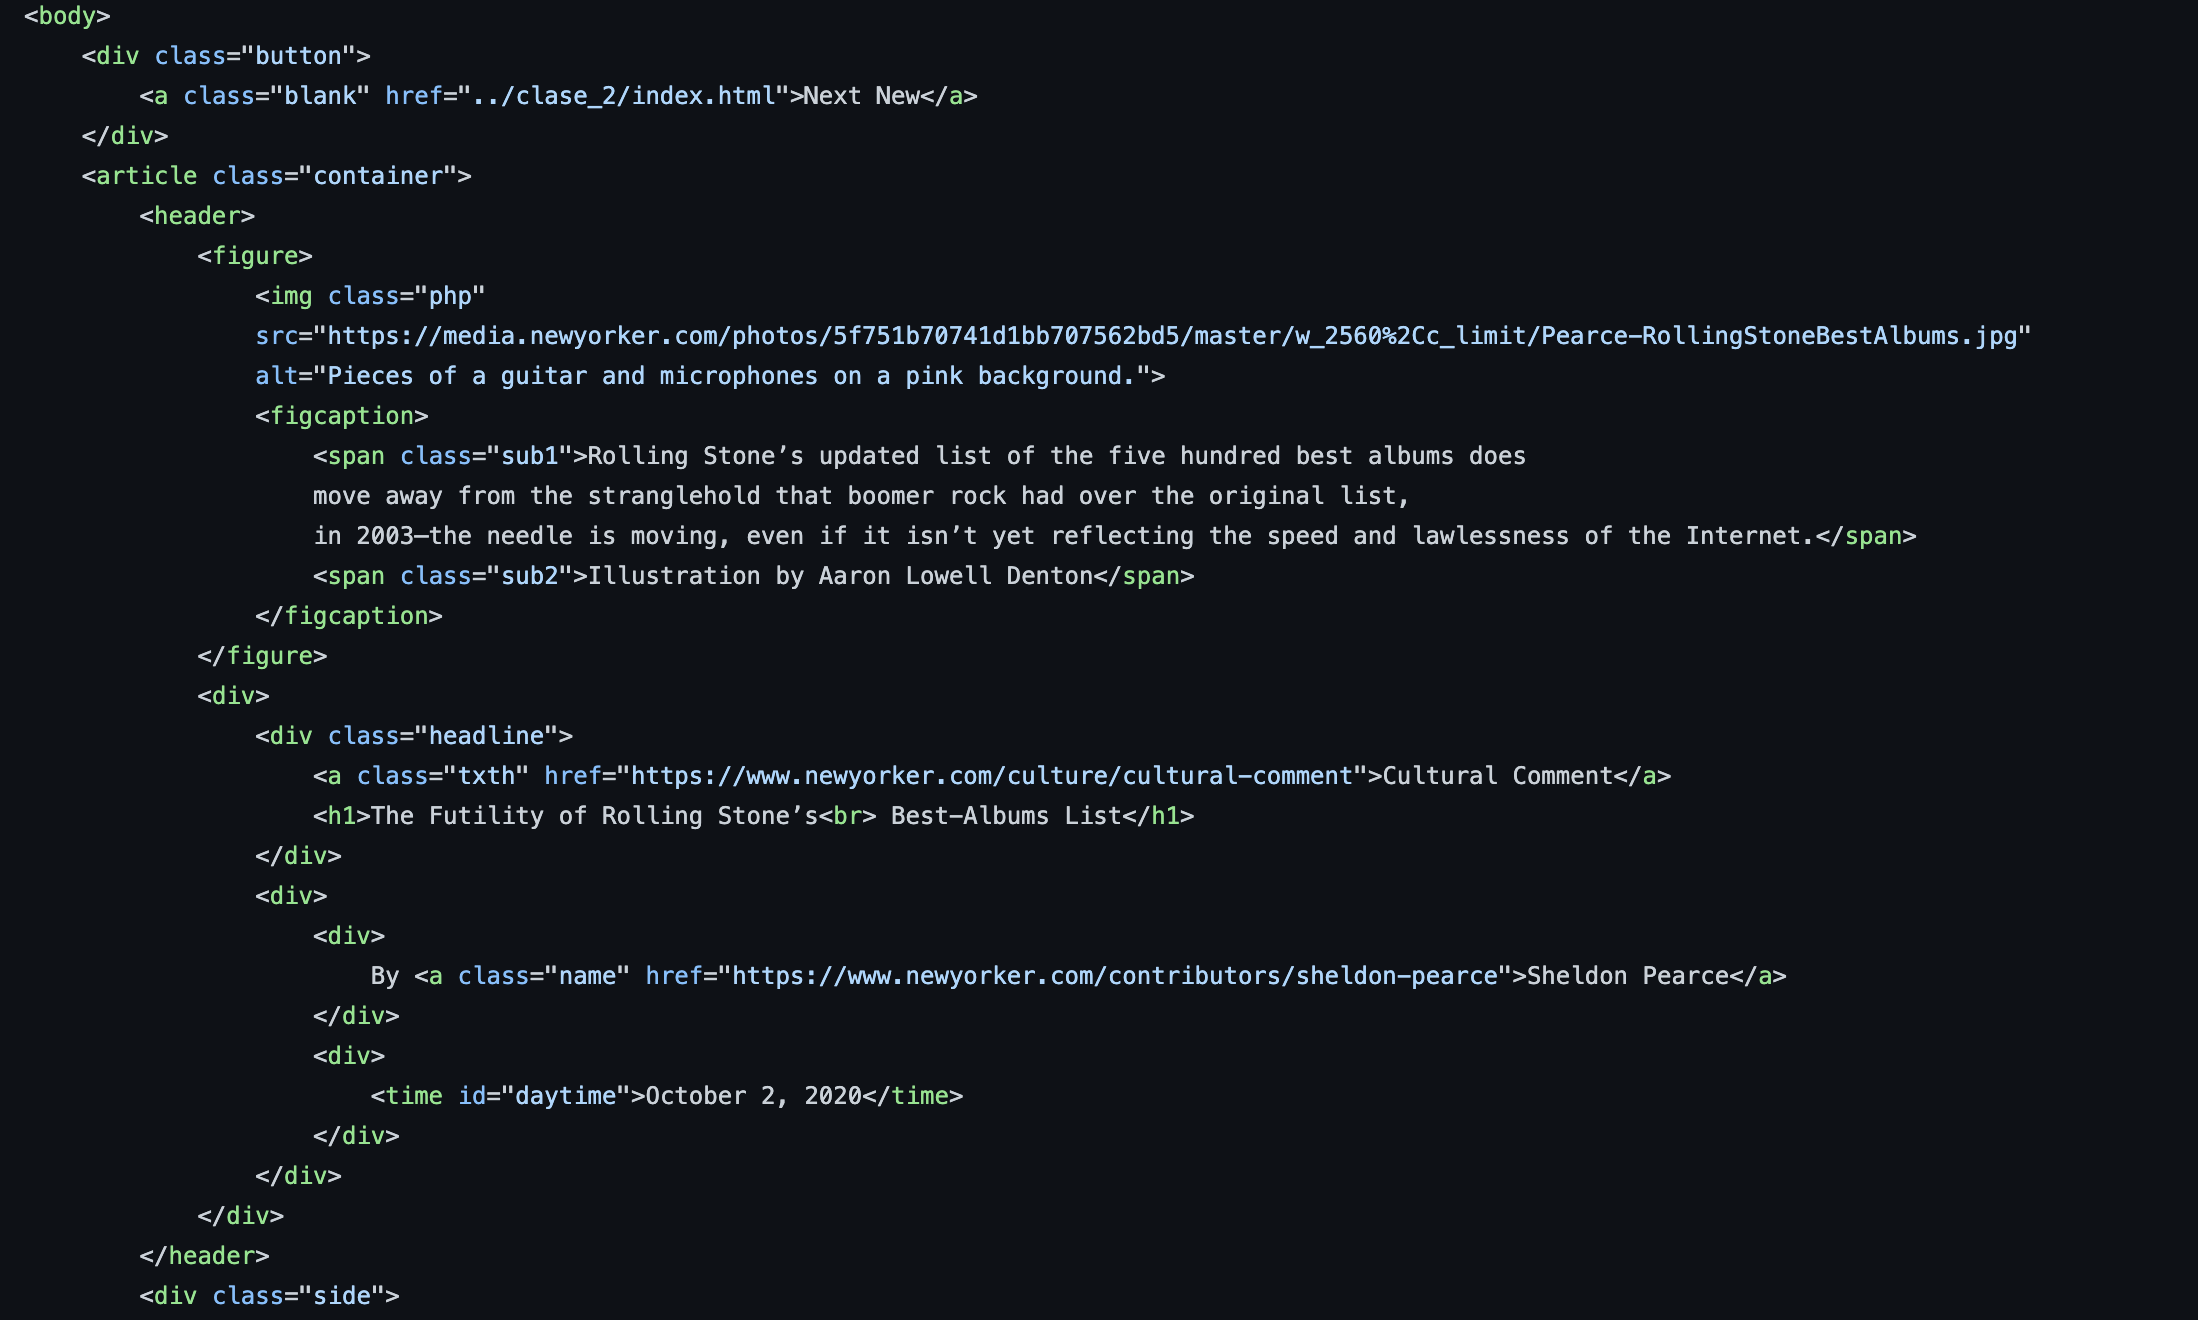 <body>
<div class="button">
<a class="blank" href="../clase_2/index.html">Next New</a>
</div>
<article class="container">
<header>
<figure>
<img class="php"
src="https://media.newyorker.com/photos/5f751b70741d1bb707562bd5/master/w_2560%2Cc_limit/Pearce-RollingStoneBestAlbums.jpg"
alt="Pieces of a guitar and microphones on a pink background.">
<figcaption>
<span class="sub1">Rolling Stone’s updated list of the five hundred best albums does
move away from the stranglehold that boomer rock had over the original list,
in 2003—the needle is moving, even if it isn’t yet reflecting the speed and lawlessness of the Internet.</span>
<span class="sub2">Illustration by Aaron Lowell Denton</span>
</figcaption>
</figure>
<div>
<div class="headline">
<a class="txth" href="https://www.newyorker.com/culture/cultural-comment">Cultural Comment</a>
<h1>The Futility of Rolling Stone’s<br> Best-Albums List</h1>
</div>
<div>
<div>
By <a class="name" href="https://www.newyorker.com/contributors/sheldon-pearce">Sheldon Pearce</a>
</div>
<div>
<time id="daytime">October 2, 2020</time>
</div>
</div>
</div>
</header>
<div class="side">